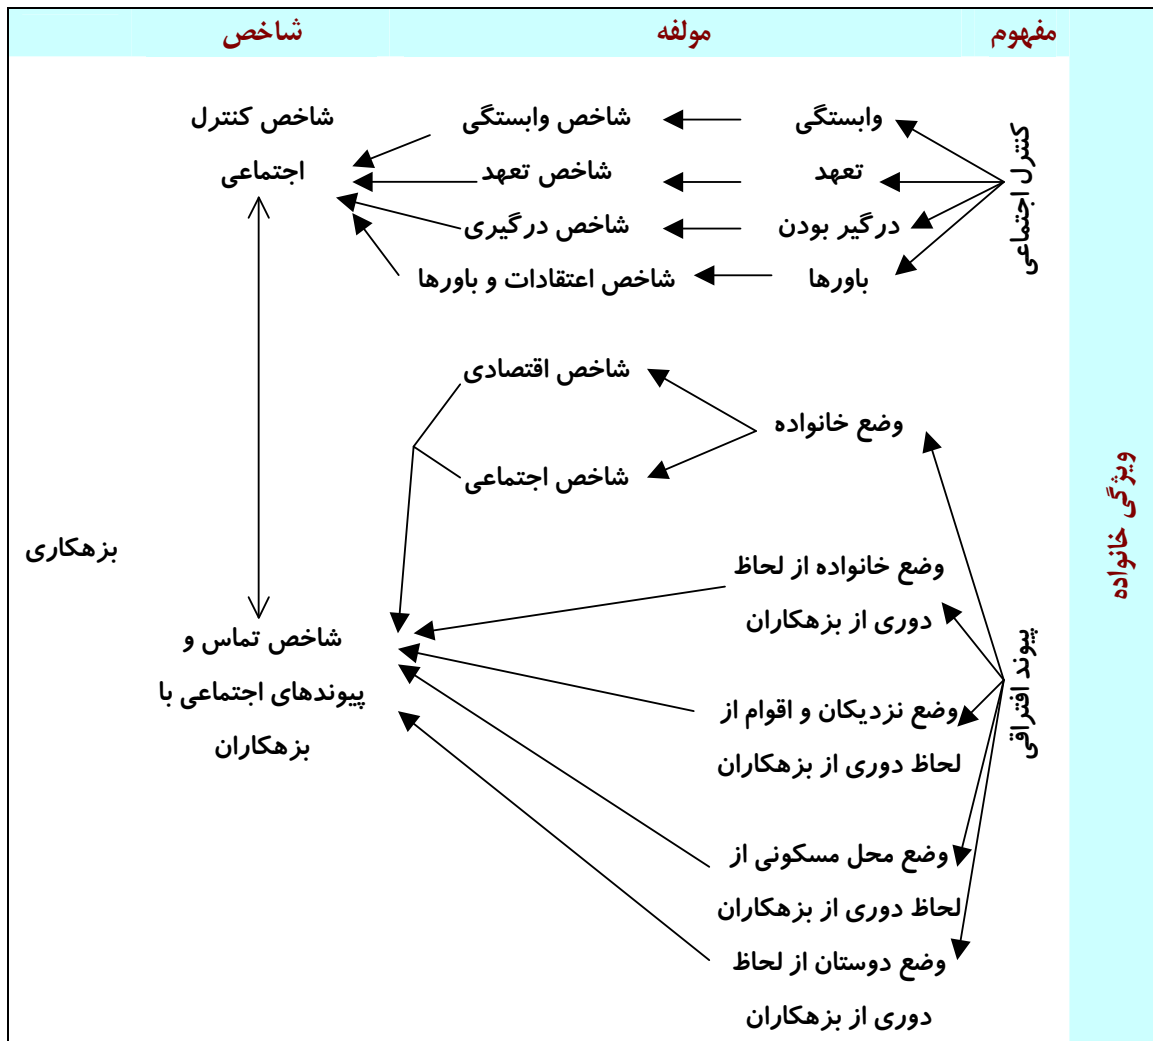 مفهوم
مولفه
شاخص
ویژگی خانواده
کنترل اجتماعی
وابستگی
شاخص وابستگی
شاخص کنترل
اجتماعی
تعهد
شاخص تعهد
درگیر بودن
شاخص درگیری
باورها
شاخص اعتقادات و باورها
پیوند افتراقی
وضع خانواده
شاخص اقتصادی
شاخص اجتماعی
وضع خانواده از لحاظ
دوری از بزهکاران
وضع نزدیکان و اقوام از
لحاظ دوری از بزهکاران
وضع محل مسکونی از
لحاظ دوری از بزهکاران
وضع دوستان از لحاظ
دوری از بزهکاران
شاخص تماس و
پیوندهای اجتماعی با
بزهکاران
بزهکاری